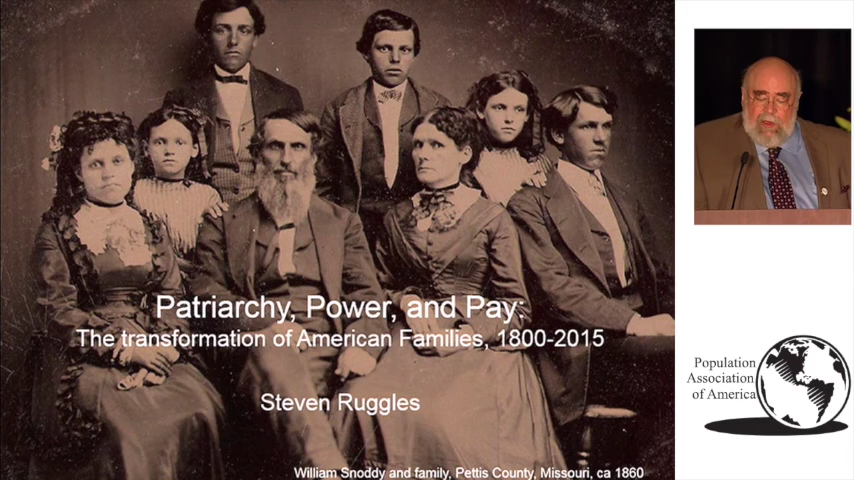 Patriarchy, Power, and Pay:
The transformation of American Families, 1800-2015
Steven Ruggles
William Snoddy and family, Pettis County, Missouri, ca 1860
Population
Association
of America